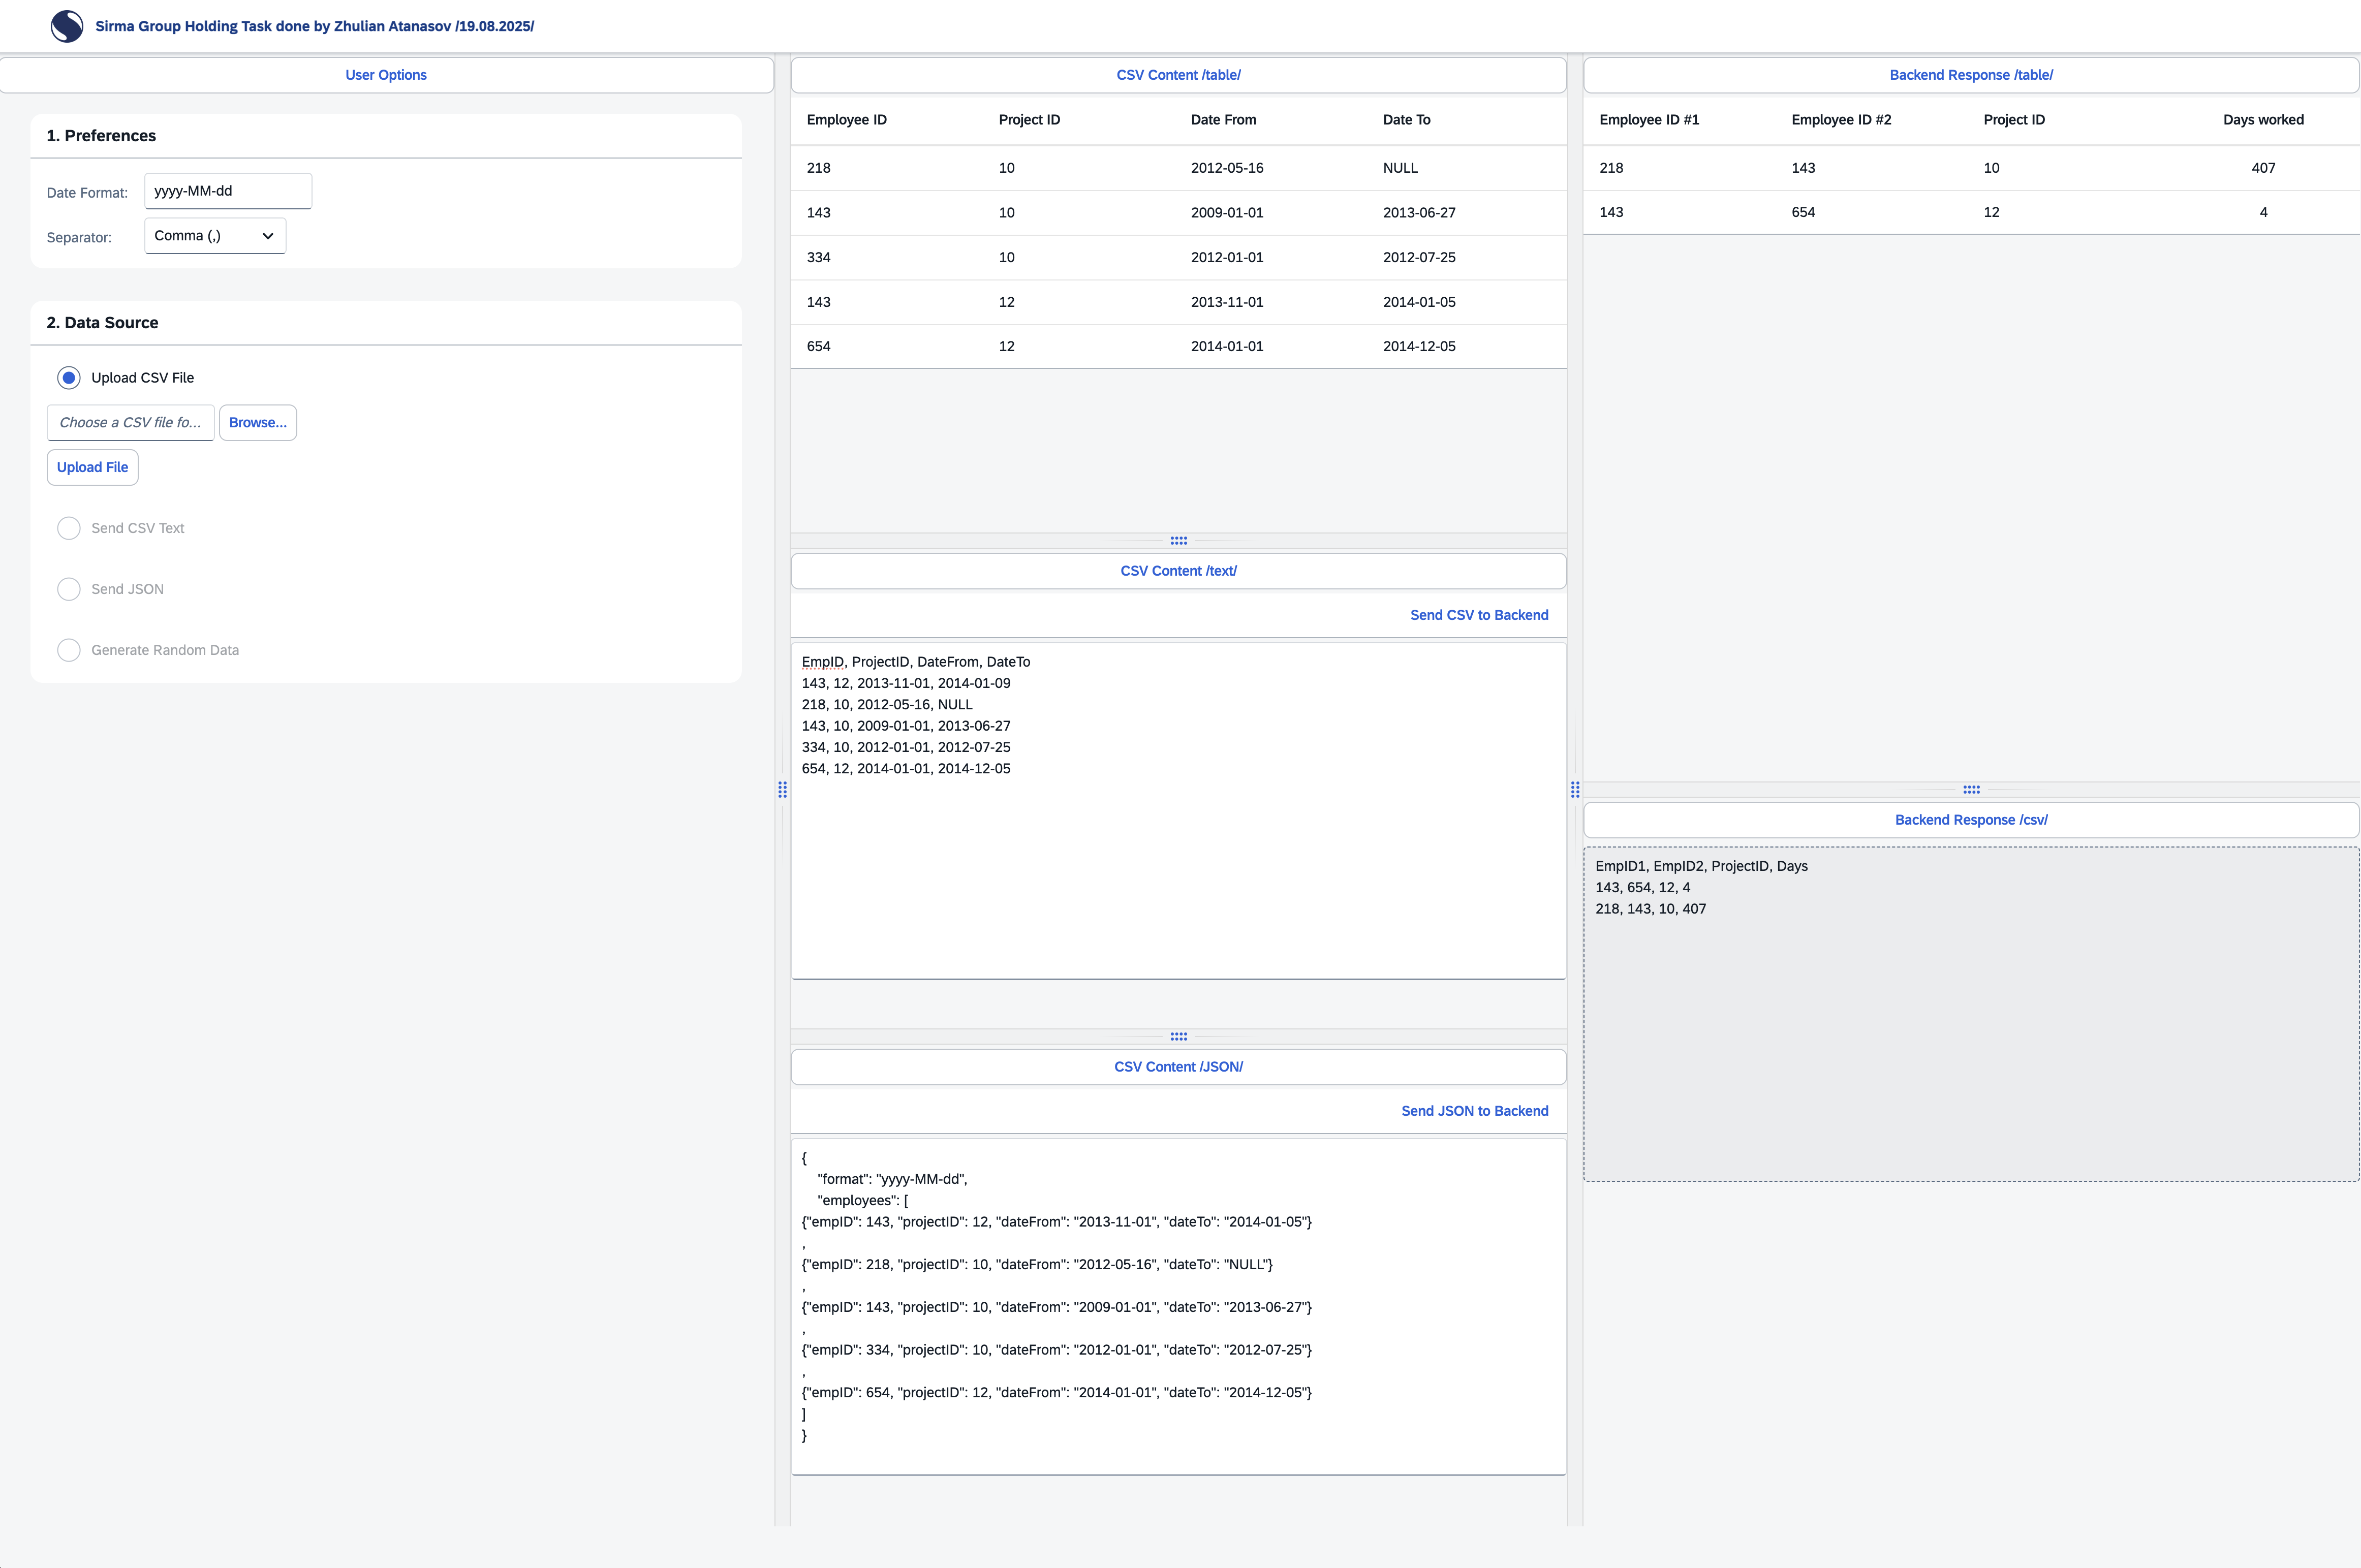 Sirma Group Holding Task done by Zhulian Atanasov /19.08.2025/
User Options
1. Preferences
Date Format: yyyy-MM-dd
Separator: Comma (,)
2. Data Source
Upload CSV File
Choose a CSV file fo... Browse...
Upload File
Send CSV Text
Send JSON
Generate Random Data
CSV Content /table/
Employee ID Project ID Date From Date To
218 10 2012-05-16 NULL
143 10 2009-01-01 2013-06-27
334 10 2012-01-01 2012-07-25
143 12 2013-11-01 2014-01-05
654 12 2014-01-01 2014-12-05
CSV Content /text/
Send CSV to Backend
EmpID, ProjectID, DateFrom, DateTo
143, 12, 2013-11-01, 2014-01-09
218, 10, 2012-05-16, NULL
143, 10, 2009-01-01, 2013-06-27
334, 10, 2012-01-01, 2012-07-25
654, 12, 2014-01-01, 2014-12-05
CSV Content /JSON/
Send JSON to Backend
{
"format": "yyyy-MM-dd",
"employees": [
{"empID": 143, "projectID": 12, "dateFrom": "2013-11-01", "dateTo": "2014-01-05"}
,
{"empID": 218, "projectID": 10, "dateFrom": "2012-05-16", "dateTo": "NULL"}
,
{"empID": 143, "projectID": 10, "dateFrom": "2009-01-01", "dateTo": "2013-06-27"}
,
{"empID": 334, "projectID": 10, "dateFrom": "2012-01-01", "dateTo": "2012-07-25"}
,
{"empID": 654, "projectID": 12, "dateFrom": "2014-01-01", "dateTo": "2014-12-05"}
]
}
Backend Response /table/
Employee ID #1 Employee ID #2 Project ID Days worked
218 143 10 407
143 654 12 4
Backend Response /csv/
EmpID1, EmpID2, ProjectID, Days
143, 654, 12, 4
218, 143, 10, 407